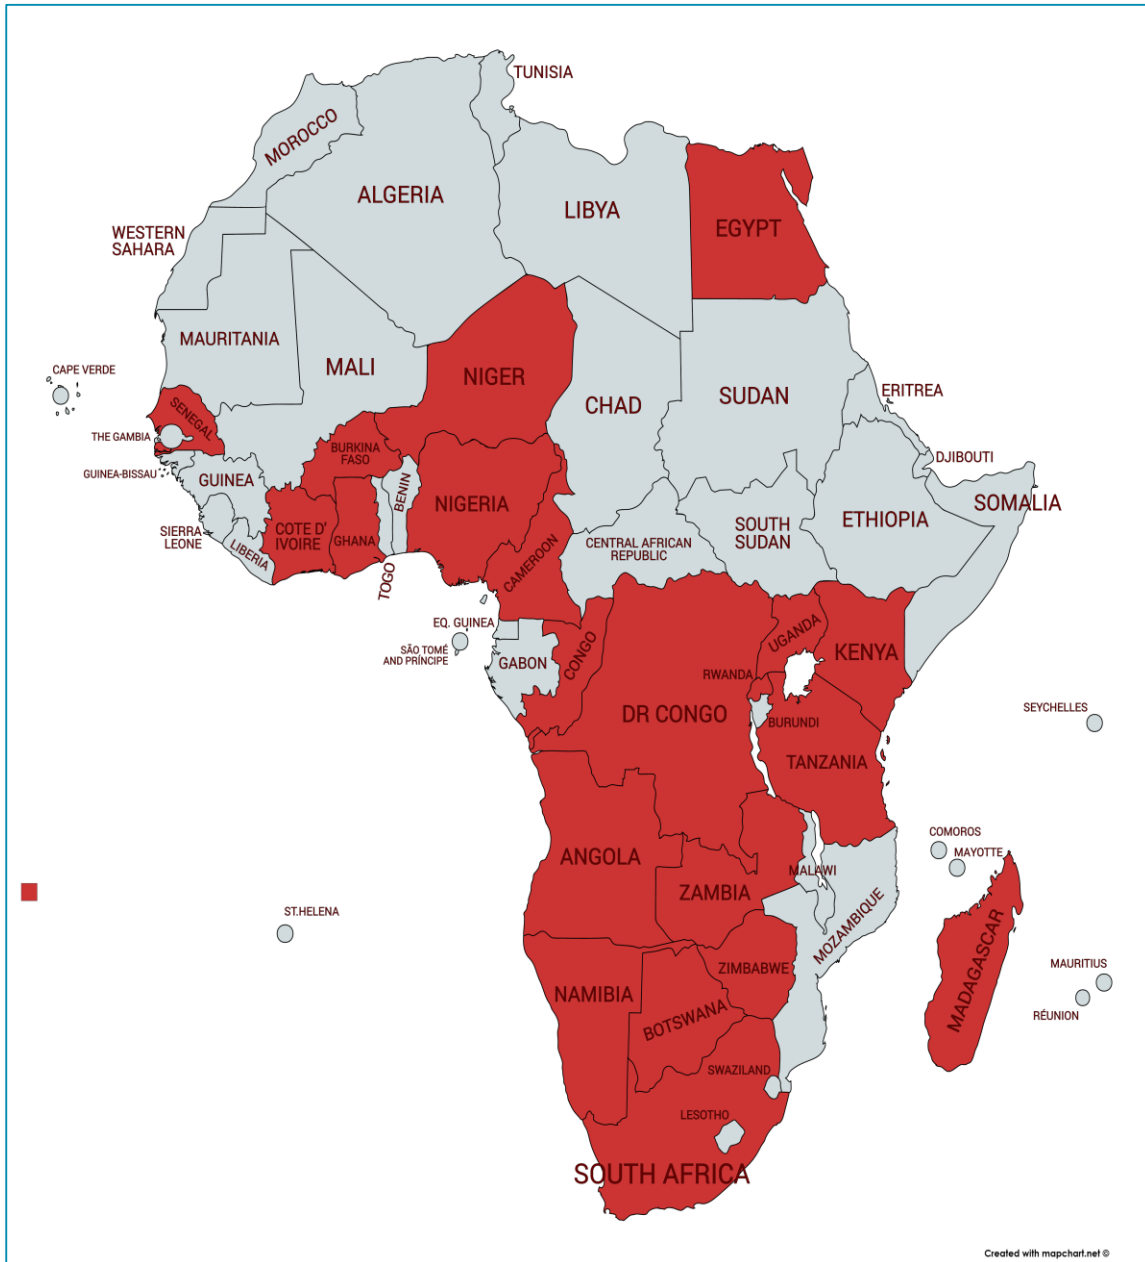 TUNISIA
MOROCCO
ALGERIA
LIBYA
EGYPT
WESTERN
SAHARA
MAURITANIA
MALI
NIGER
CHAD
SUDAN
ERITREA
CAPE VERDE
SENEGAL
THE GAMBIA
GUINEA-BISSAU
GUINEA
BURKINA
FASO
BENIN
NIGERIA
DJIBOUTI
SOMALIA
ETHIOPIA
SOUTH
SUDAN
SIERRA
LEONE
LIBERIA
COTE D'
IVOIRE
GHANA
TOGO
CAMEROON
CENTRAL AFRICAN
REPUBLIC
EQ. GUINEA
SÃO TOMÉ
AND PRÍNCIPE
GABON
CONGO
UGANDA
KENYA
RWANDA
DR CONGO
BURUNDI
TANZANIA
SEYCHELLES
COMOROS
MAYOTTE
ANGOLA
ZAMBIA
MALAWI
MOZAMBIQUE
ST.HELENA
MADAGASCAR
MAURITIUS
RÉUNION
NAMIBIA
ZIMBABWE
BOTSWANA
SWAZILAND
LESOTHO
SOUTH AFRICA
Created with mapchart.net ©